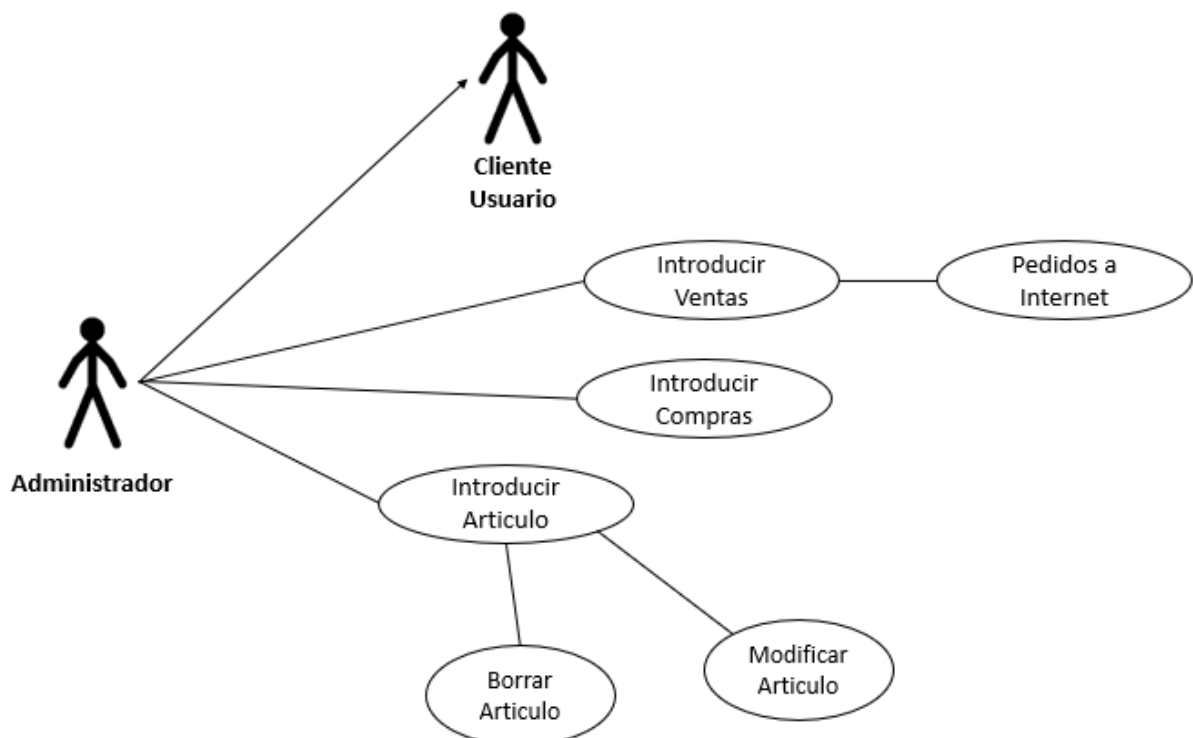 Cliente
Usuario
Introducir
Ventas
Pedidos a
Internet
Introducir
Compras
Administrador
Introducir
Articulo
Borrar
Articulo
Modificar
Articulo